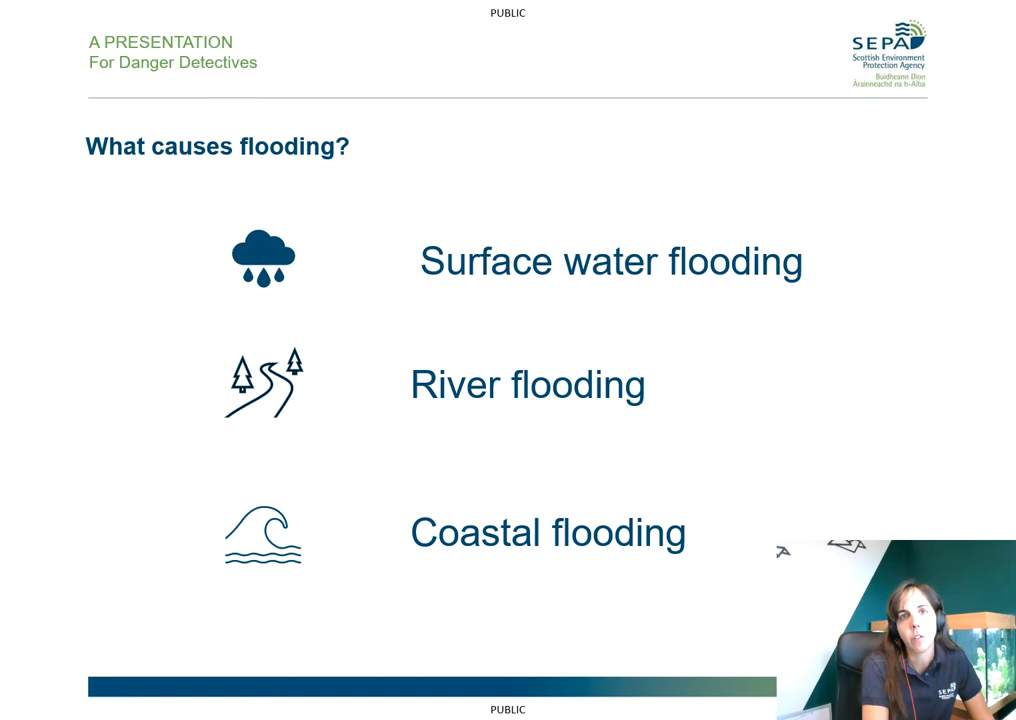 PUBLIC
A PRESENTATION
For Danger Detectives
SEPA
Scottish Environment
Protection Agency
Buidheann Dìon
Àrainneachd na h-Alba
What causes flooding?
Surface water flooding
River flooding
Coastal flooding
SEPA
PUBLIC